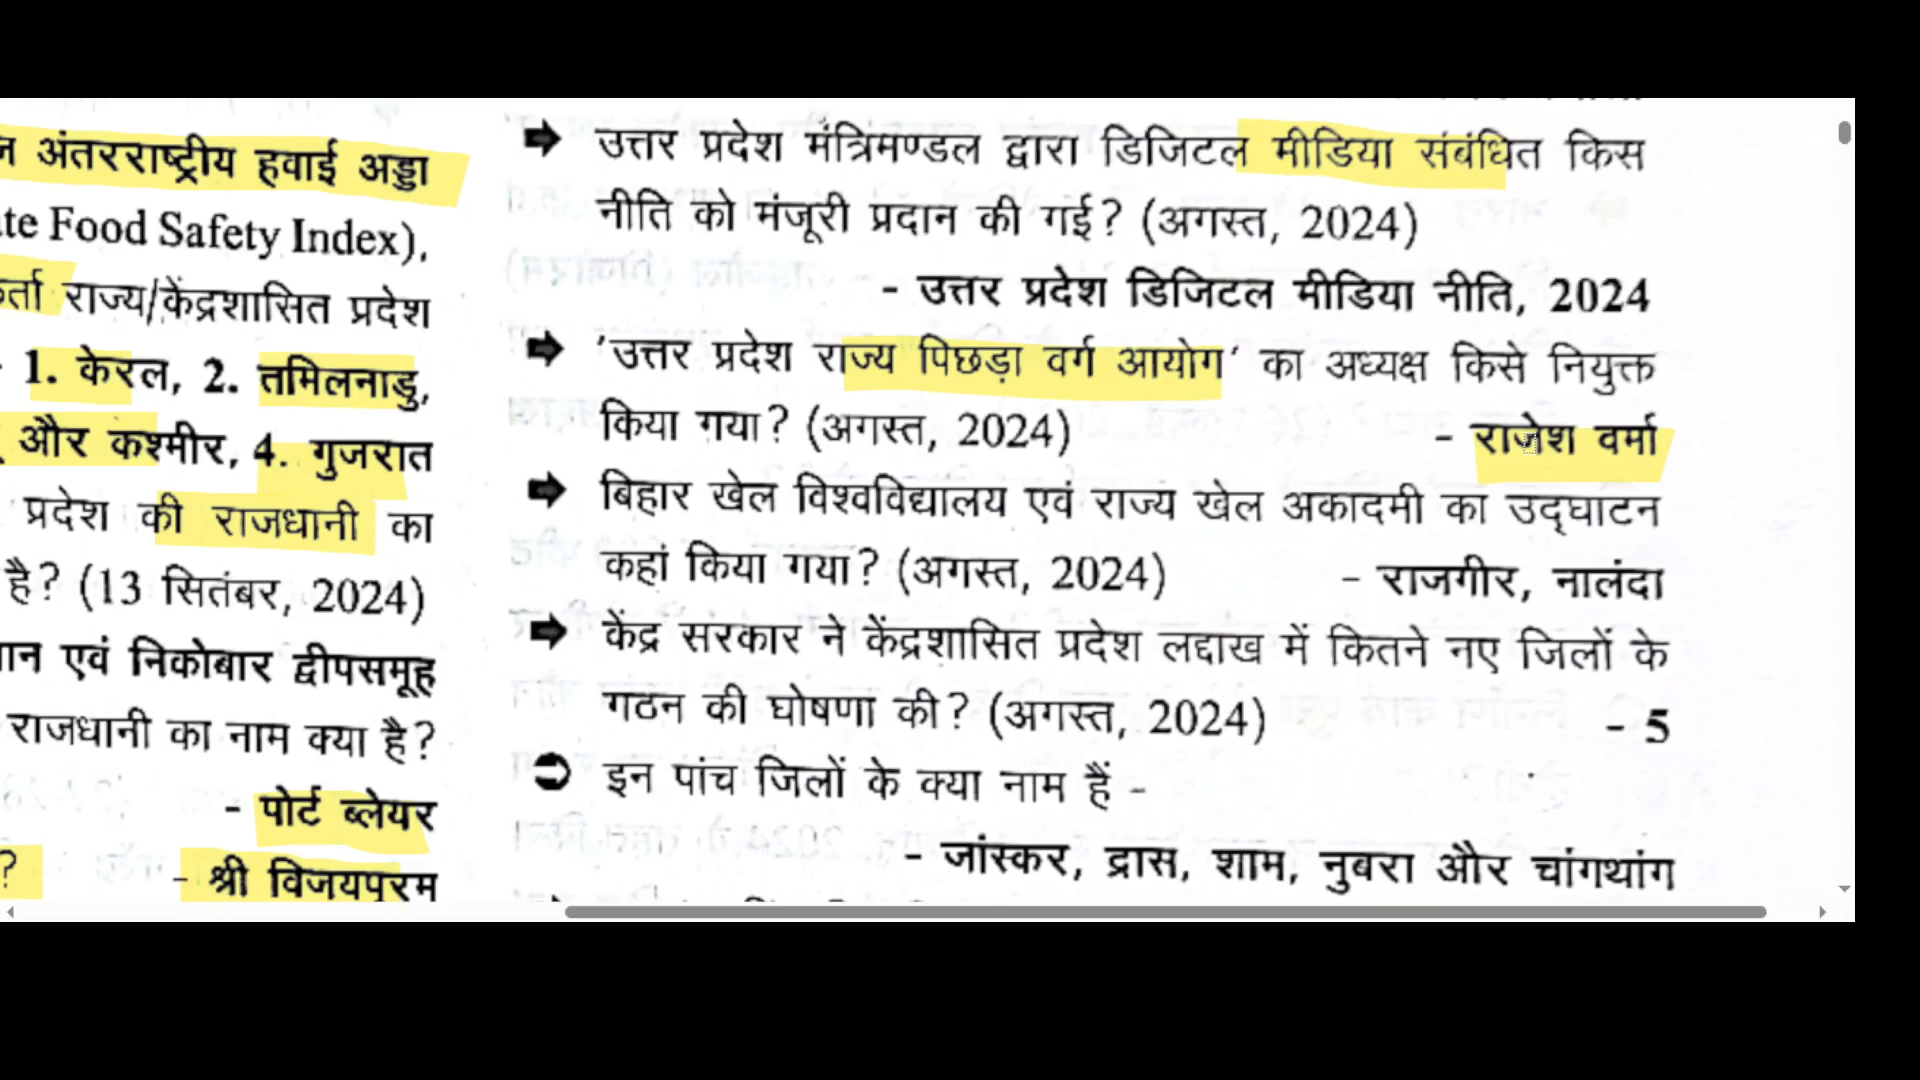 अंतरराष्ट्रीय हवाई अड्डा
Food Safety Index),
राज्य/केंद्रशासित प्रदेश
1. केरल, 2. तमिलनाडु,
और कश्मीर, 4. गुजरात
प्रदेश की राजधानी का
है? (13 सितंबर, 2024)
एवं निकोबार द्वीपसमूह
राजधानी का नाम क्या है?
- पोर्ट ब्लेयर
? - श्री विजयपुरम
उत्तर प्रदेश मंत्रिमण्डल द्वारा डिजिटल मीडिया संबंधित किस
नीति को मंजूरी प्रदान की गई? (अगस्त, 2024)
- उत्तर प्रदेश डिजिटल मीडिया नीति, 2024
'उत्तर प्रदेश राज्य पिछड़ा वर्ग आयोग' का अध्यक्ष किसे नियुक्त
किया गया? (अगस्त, 2024) - राजेश वर्मा
बिहार खेल विश्वविद्यालय एवं राज्य खेल अकादमी का उद्घाटन
कहां किया गया? (अगस्त, 2024) - राजगीर, नालंदा
केंद्र सरकार ने केंद्रशासित प्रदेश लद्दाख में कितने नए जिलों के
गठन की घोषणा की? (अगस्त, 2024) - 5
इन पांच जिलों के क्या नाम हैं -
- जांस्कर, द्रास, शाम, नुबरा और चांगथांग